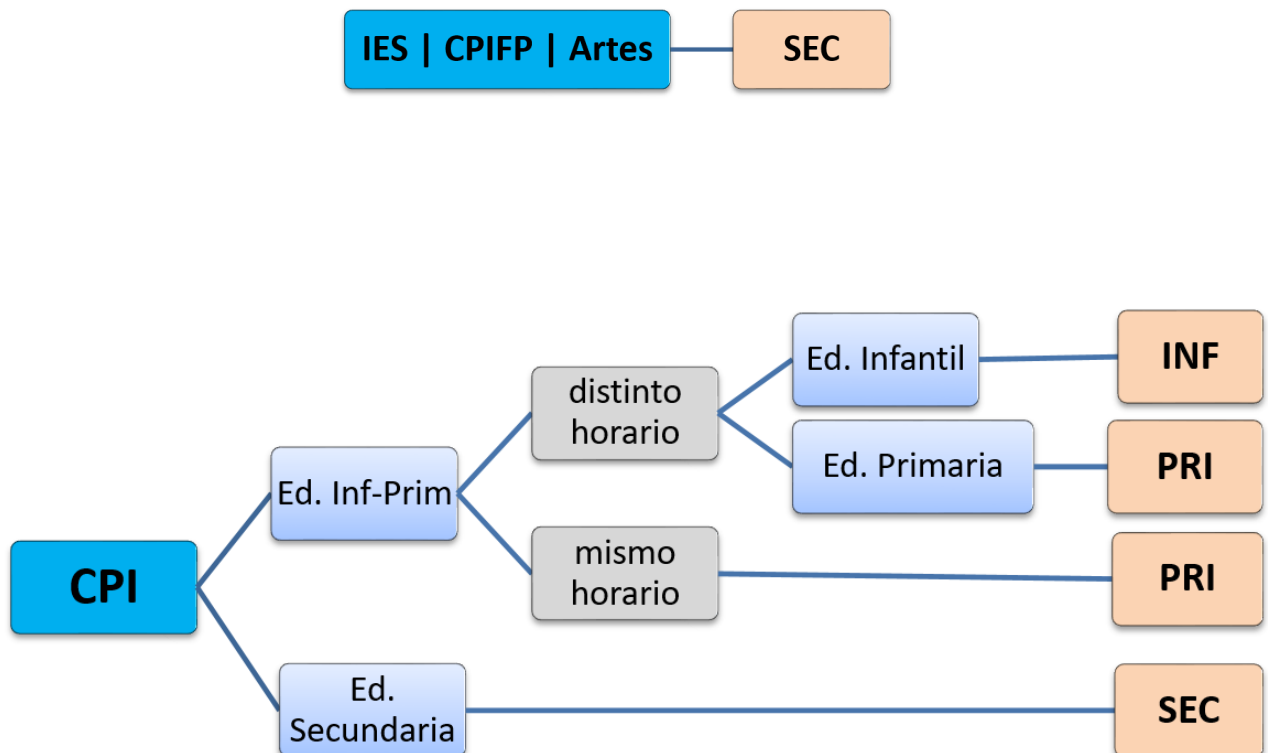 IES | CPIFP | Artes
SEC
CPI
Ed. Inf-Prim
distinto
horario
Ed. Infantil
INF
Ed. Primaria
PRI
mismo
horario
PRI
Ed.
Secundaria
SEC